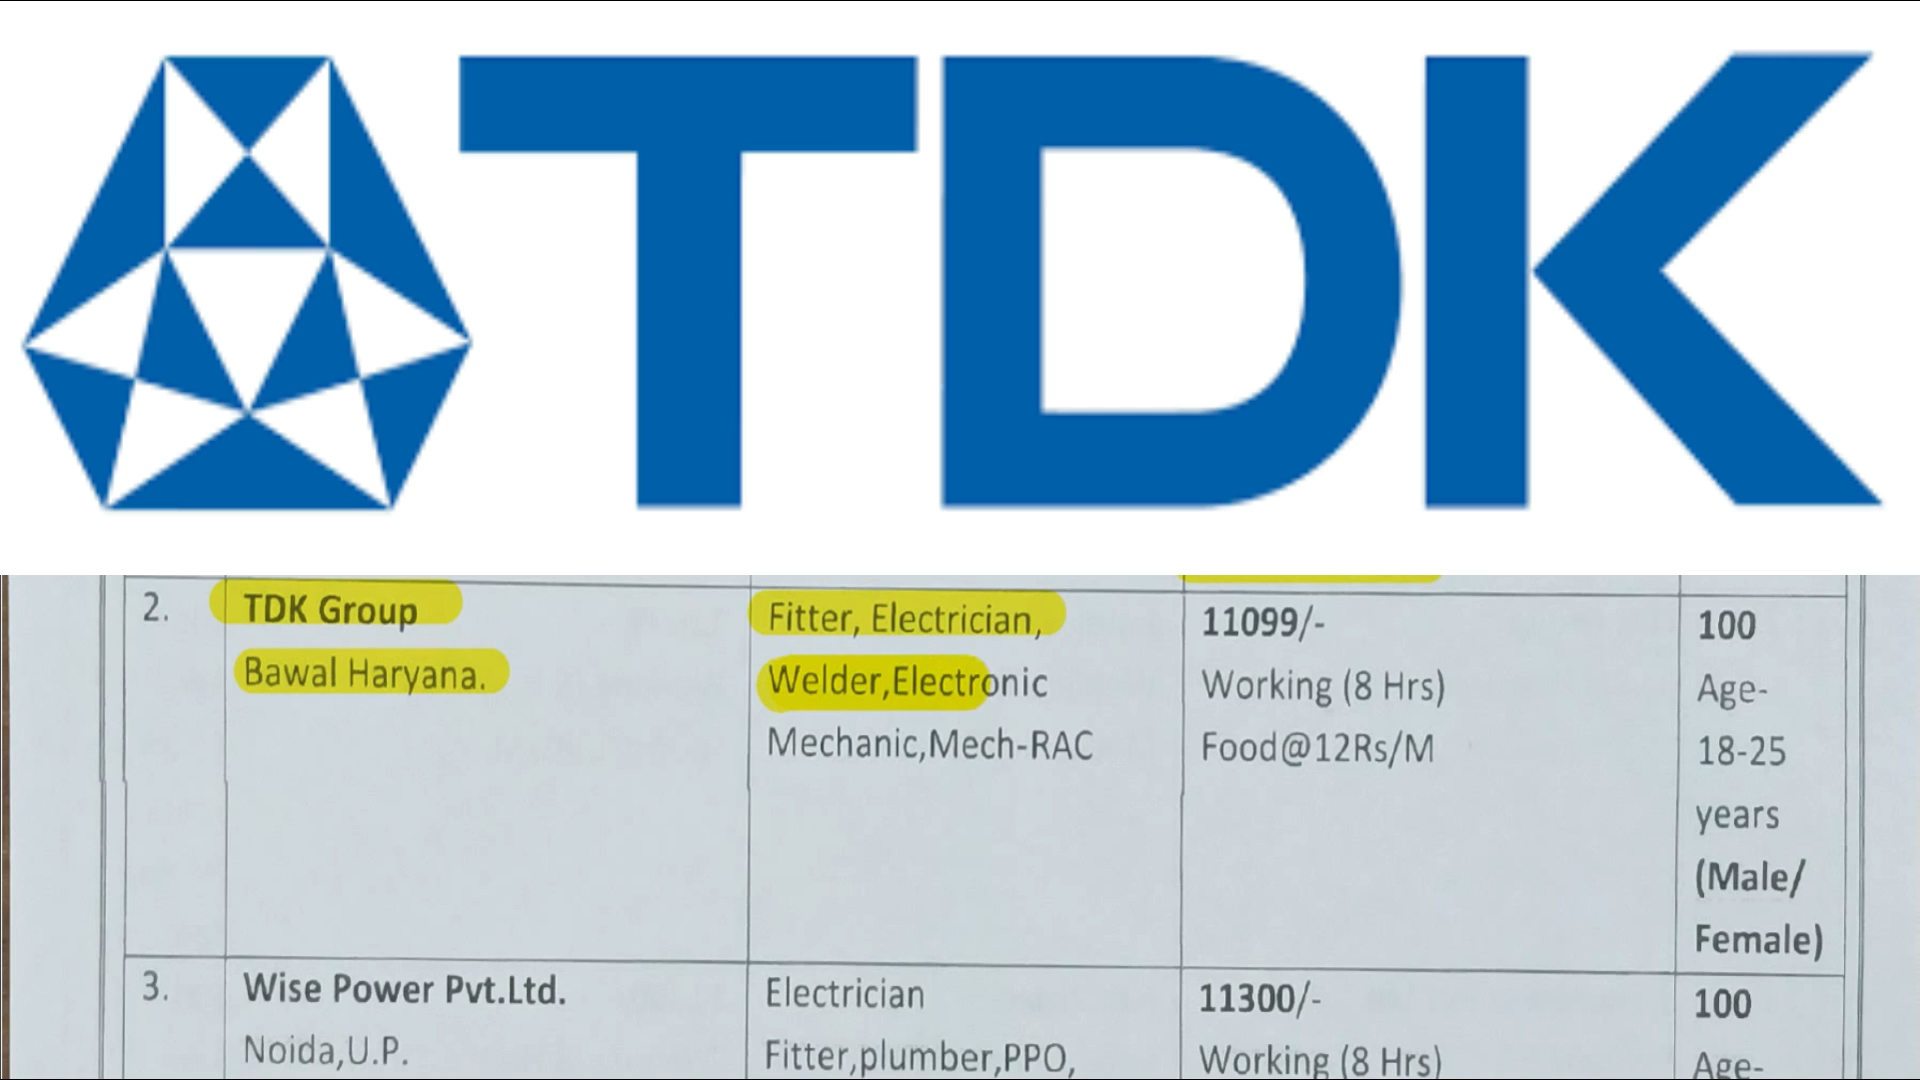 TDK
2.
TDK Group
Bawal Haryana.
Fitter, Electrician,
Welder,Electronic
Mechanic,Mech-RAC
11099/-
Working (8 Hrs)
Food@12Rs/M
100
Age-
18-25
years
(Male/
Female)
3.
Wise Power Pvt.Ltd.
Noida,U.P.
Electrician
Fitter,plumber,PPO,
11300/-
Working (8 Hrs)
100
Age-